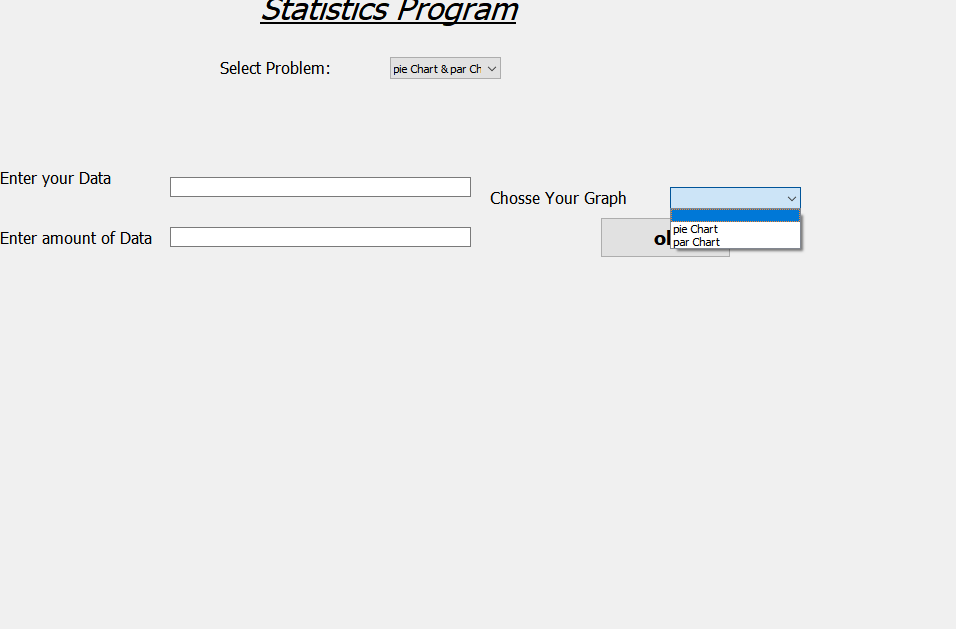 Statistics Program
Select Problem:
pie Chart & par Ch
Enter your Data
Chosse Your Graph
pie Chart
par Chart
Enter amount of Data